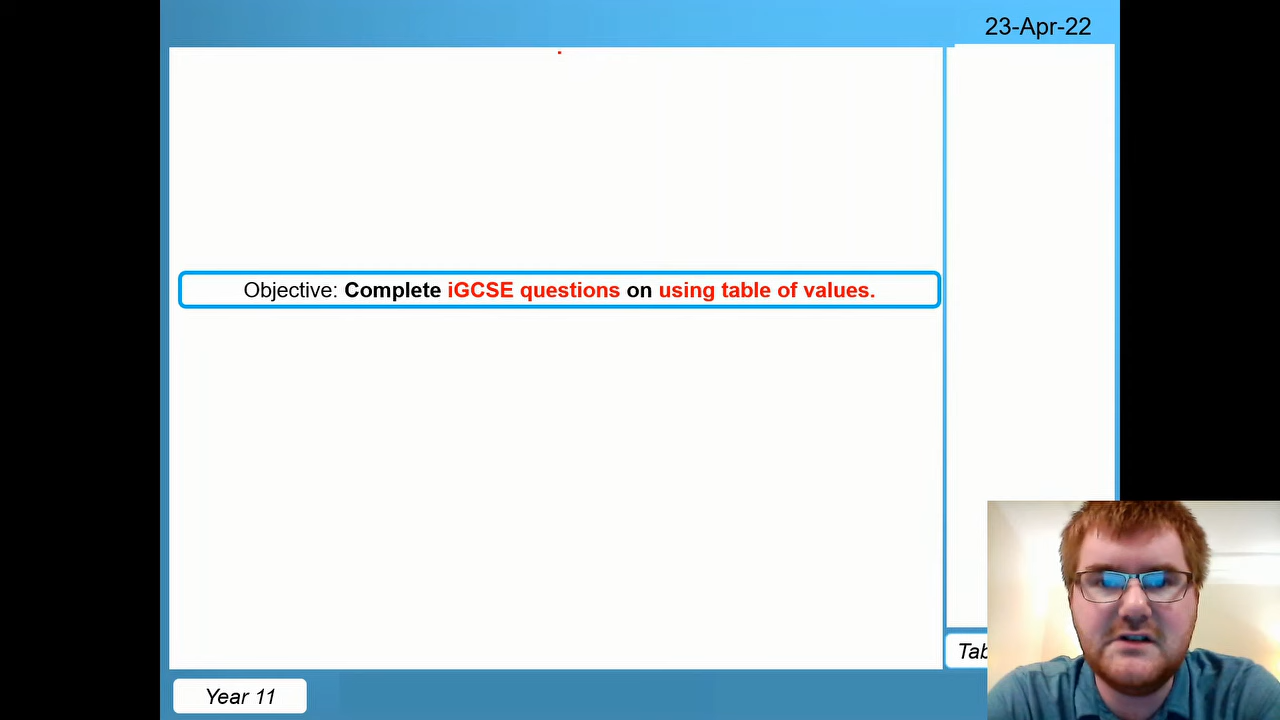 23-Apr-22
Objective: Complete iGCSE questions on using table of values.
Year 11